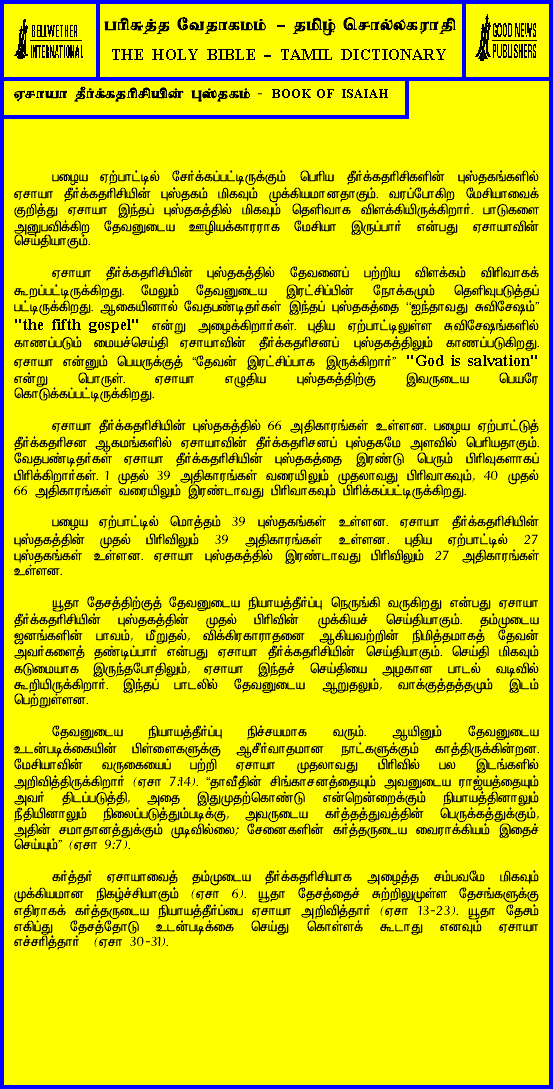 BELLWETHER
INTERNATIONAL
பரிசுத்த வேதாகமம் – தமிழ் சொல்லகராதி
THE HOLY BIBLE – TAMIL DICTIONARY
GOOD NEWS
PUBLISHERS
ஏசாயா தீர்க்கதரிசியின் புஸ்தகம் - BOOK OF ISAIAH
பழைய ஏற்பாட்டில் சேர்க்கப்பட்டிருக்கும் பெரிய தீர்க்கதரிசிகளின் புஸ்தகங்களில்
ஏசாயா தீர்க்கதரிசியின் புஸ்தகம் மிகவும் முக்கியமானதாகும். வரப்போகிற மேசியாவைக்
குறித்து ஏசாயா இந்தப் புஸ்தகத்தில் மிகவும் தெளிவாக விளக்கியிருக்கிறார். பாடுகளை
அனுபவிக்கிற தேவனுடைய ஊழியக்காரராக மேசியா இருப்பார் என்பது ஏசாயாவின்
செய்தியாகும்.
ஏசாயா தீர்க்கதரிசியின் புஸ்தகத்தில் தேவனைப் பற்றிய விளக்கம் விரிவாகக்
கூறப்பட்டிருக்கிறது. மேலும் தேவனுடைய இரட்சிப்பின் நோக்கமும் தெளிவுபடுத்தப்
பட்டிருக்கிறது. ஆகையினால் வேதபண்டிதர்கள் இந்தப் புஸ்தகத்தை “ஐந்தாவது சுவிசேஷம்”
"the fifth gospel" என்று அழைக்கிறார்கள். புதிய ஏற்பாட்டிலுள்ள சுவிசேஷங்களில்
காணப்படும் மையச்செய்தி ஏசாயாவின் தீர்க்கதரிசனப் புஸ்தகத்திலும் காணப்படுகிறது.
ஏசாயா என்னும் பெயருக்குத் “தேவன் இரட்சிப்பாக இருக்கிறார்” "God is salvation"
என்று பொருள். ஏசாயா எழுதிய புஸ்தகத்திற்கு இவருடைய பெயரே
கொடுக்கப்பட்டிருக்கிறது.
ஏசாயா தீர்க்கதரிசியின் புஸ்தகத்தில் 66 அதிகாரங்கள் உள்ளன. பழைய ஏற்பாட்டுத்
தீர்க்கதரிசன ஆகமங்களில் ஏசாயாவின் தீர்க்கதரிசனப் புஸ்தகமே அளவில் பெரியதாகும்.
வேதபண்டிதர்கள் ஏசாயா தீர்க்கதரிசியின் புஸ்தகத்தை இரண்டு பெரும் பிரிவுகளாகப்
பிரிக்கிறார்கள். 1 முதல் 39 அதிகாரங்கள் வரையிலும் முதலாவது பிரிவாகவும், 40 முதல்
66 அதிகாரங்கள் வரையிலும் இரண்டாவது பிரிவாகவும் பிரிக்கப்பட்டிருக்கிறது.
பழைய ஏற்பாட்டில் மொத்தம் 39 புஸ்தகங்கள் உள்ளன. ஏசாயா தீர்க்கதரிசியின்
புஸ்தகத்தின் முதல் பிரிவிலும் 39 அதிகாரங்கள் உள்ளன. புதிய ஏற்பாட்டில் 27
புஸ்தகங்கள் உள்ளன. ஏசாயா புஸ்தகத்தில் இரண்டாவது பிரிவிலும் 27 அதிகாரங்கள்
உள்ளன.
யூதா தேசத்திற்குத் தேவனுடைய நியாயத்தீர்ப்பு நெருங்கி வருகிறது என்பது ஏசாயா
தீர்க்கதரிசியின் புஸ்தகத்தின் முதல் பிரிவின் முக்கியச் செய்தியாகும். தம்முடைய
ஜனங்களின் பாவம், மீறுதல், விக்கிரகாராதனை ஆகியவற்றின் நிமித்தமாகத் தேவன்
அவர்களைத் தண்டிப்பார் என்பது ஏசாயா தீர்க்கதரிசியின் செய்தியாகும். செய்தி மிகவும்
கடுமையாக இருந்தபோதிலும், ஏசாயா இந்தச் செய்தியை அழகான பாடல் வடிவில்
கூறியிருக்கிறார். இந்தப் பாடலில் தேவனுடைய ஆறுதலும், வாக்குத்தத்தமும் இடம்
பெற்றுள்ளன.
தேவனுடைய நியாயத்தீர்ப்பு நிச்சயமாக வரும். ஆயினும் தேவனுடைய
உடன்படிக்கையின் பிள்ளைகளுக்கு ஆசீர்வாதமான நாட்களுக்கும் காத்திருக்கின்றன.
மேசியாவின் வருகையைப் பற்றி ஏசாயா முதலாவது பிரிவில் பல இடங்களில்
அறிவித்திருக்கிறார் (ஏசா 7:14). “தாவீதின் சிங்காசனத்தையும் அவனுடைய ராஜ்யத்தையும்
அவர் திடப்படுத்தி, அதை இதுமுதற்கொண்டு என்றென்றைக்கும் நியாயத்தினாலும்
நீதியினாலும் நிலைப்படுத்தும்படிக்கு, அவருடைய கர்த்தத்துவத்தின் பெருக்கத்துக்கும்,
அதின் சமாதானத்துக்கும் முடிவில்லை; சேனைகளின் கர்த்தருடைய வைராக்கியம் இதைச்
செய்யும்” (ஏசா 9:7).
கர்த்தர் ஏசாயாவைத் தம்முடைய தீர்க்கதரிசியாக அழைத்த சம்பவமே மிகவும்
முக்கியமான நிகழ்ச்சியாகும் (ஏசா 6). யூதா தேசத்தைச் சுற்றிலுமுள்ள தேசங்களுக்கு
எதிராகக் கர்த்தருடைய நியாயத்தீர்ப்பை ஏசாயா அறிவித்தார் (ஏசா 13-23). யூதா தேசம்
எகிப்து தேசத்தோடு உடன்படிக்கை செய்து கொள்ளக் கூடாது எனவும் ஏசாயா
எச்சரித்தார் (ஏசா 30-31).